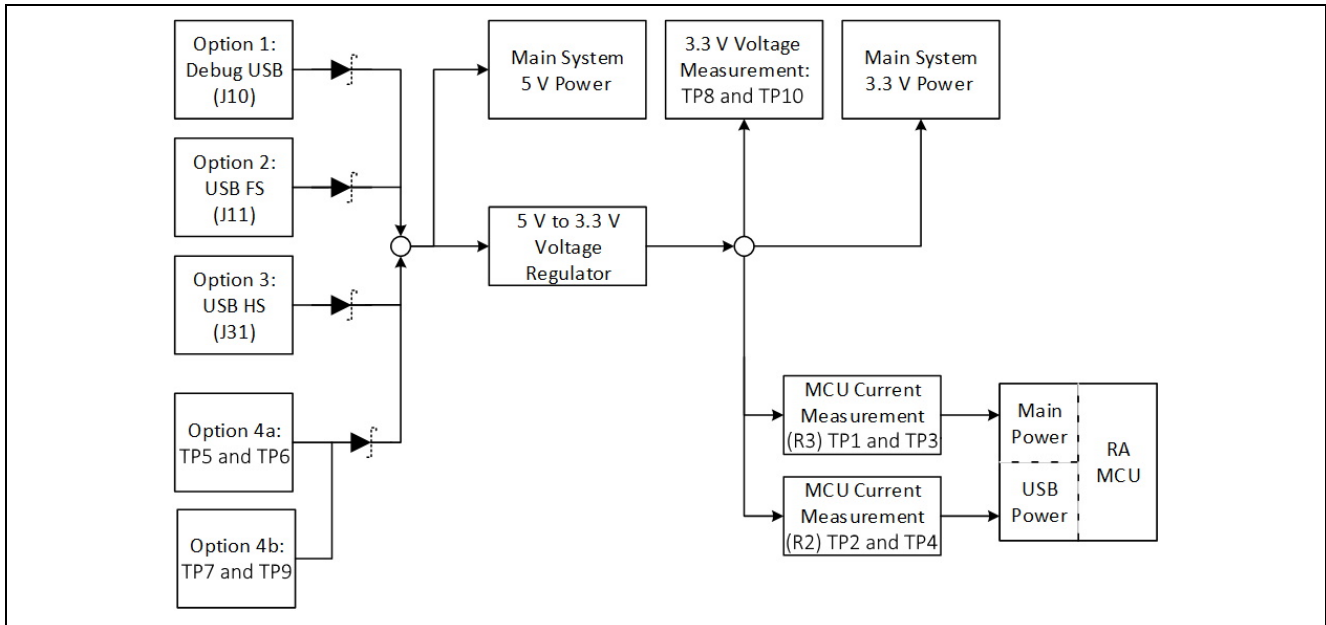 Option 1:
Debug USB
(J10)
Option 2:
USB FS
(J11)
Option 3:
USB HS
(J31)
Option 4a:
TP5 and TP6
Option 4b:
TP7 and TP9
Main System
5 V Power
5 V to 3.3 V
Voltage
Regulator
3.3 V Voltage
Measurement:
TP8 and TP10
Main System
3.3 V Power
MCU Current
Measurement
(R3) TP1 and TP3
MCU Current
Measurement
(R2) TP2 and TP4
Main
Power
USB
Power
RA
MCU